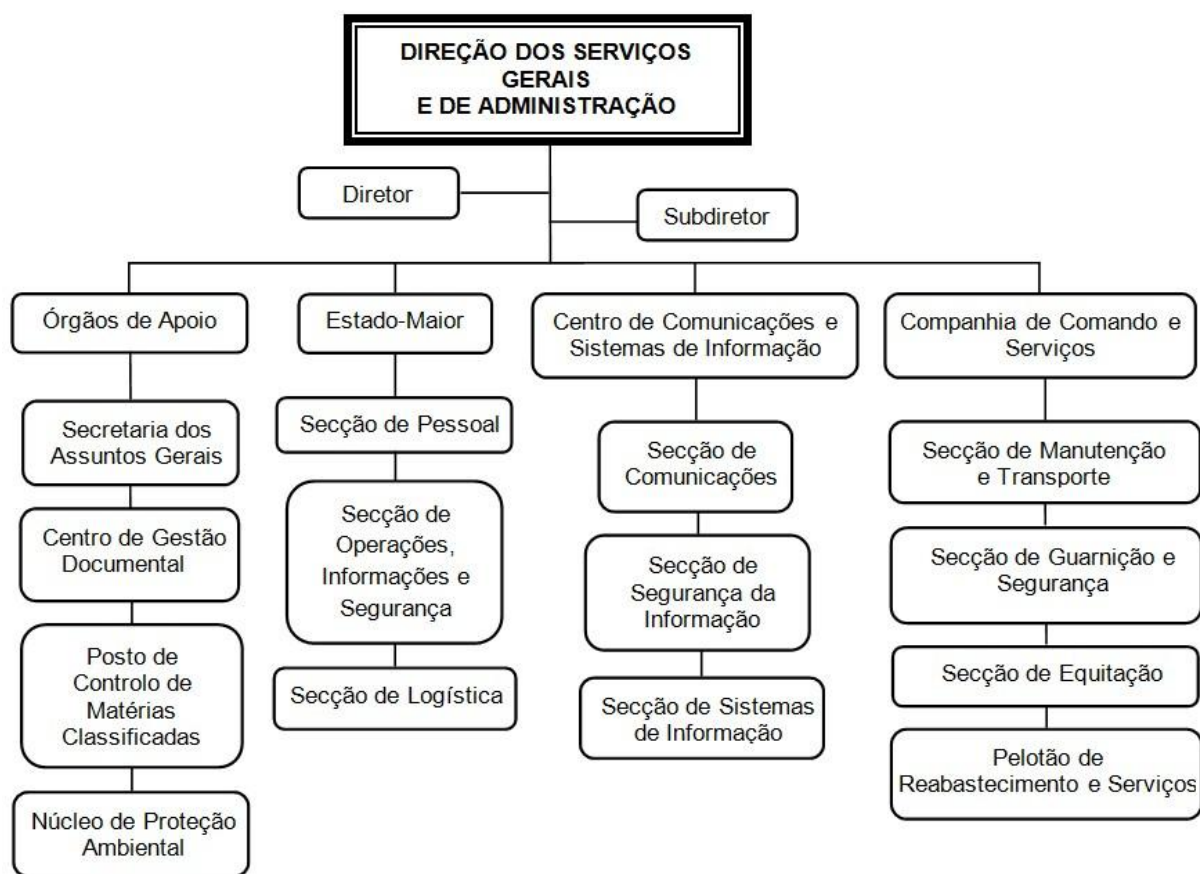 DIREÇÃO DOS SERVIÇOS
GERAIS
E DE ADMINISTRAÇÃO
Diretor
Subdiretor
Órgãos de Apoio
Secretaria dos
Assuntos Gerais
Centro de Gestão
Documental
Posto de
Controlo de
Matérias
Classificadas
Núcleo de Proteção
Ambiental
Estado-Maior
Secção de Pessoal
Secção de
Operações,
Informações e
Segurança
Secção de Logística
Centro de Comunicações e
Sistemas de Informação
Secção de
Comunicações
Secção de
Segurança da
Informação
Secção de Sistemas
de Informação
Companhia de Comando e
Serviços
Secção de Manutenção
e Transporte
Secção de Guarnição e
Segurança
Secção de Equitação
Pelotão de
Reabastecimento e Serviços